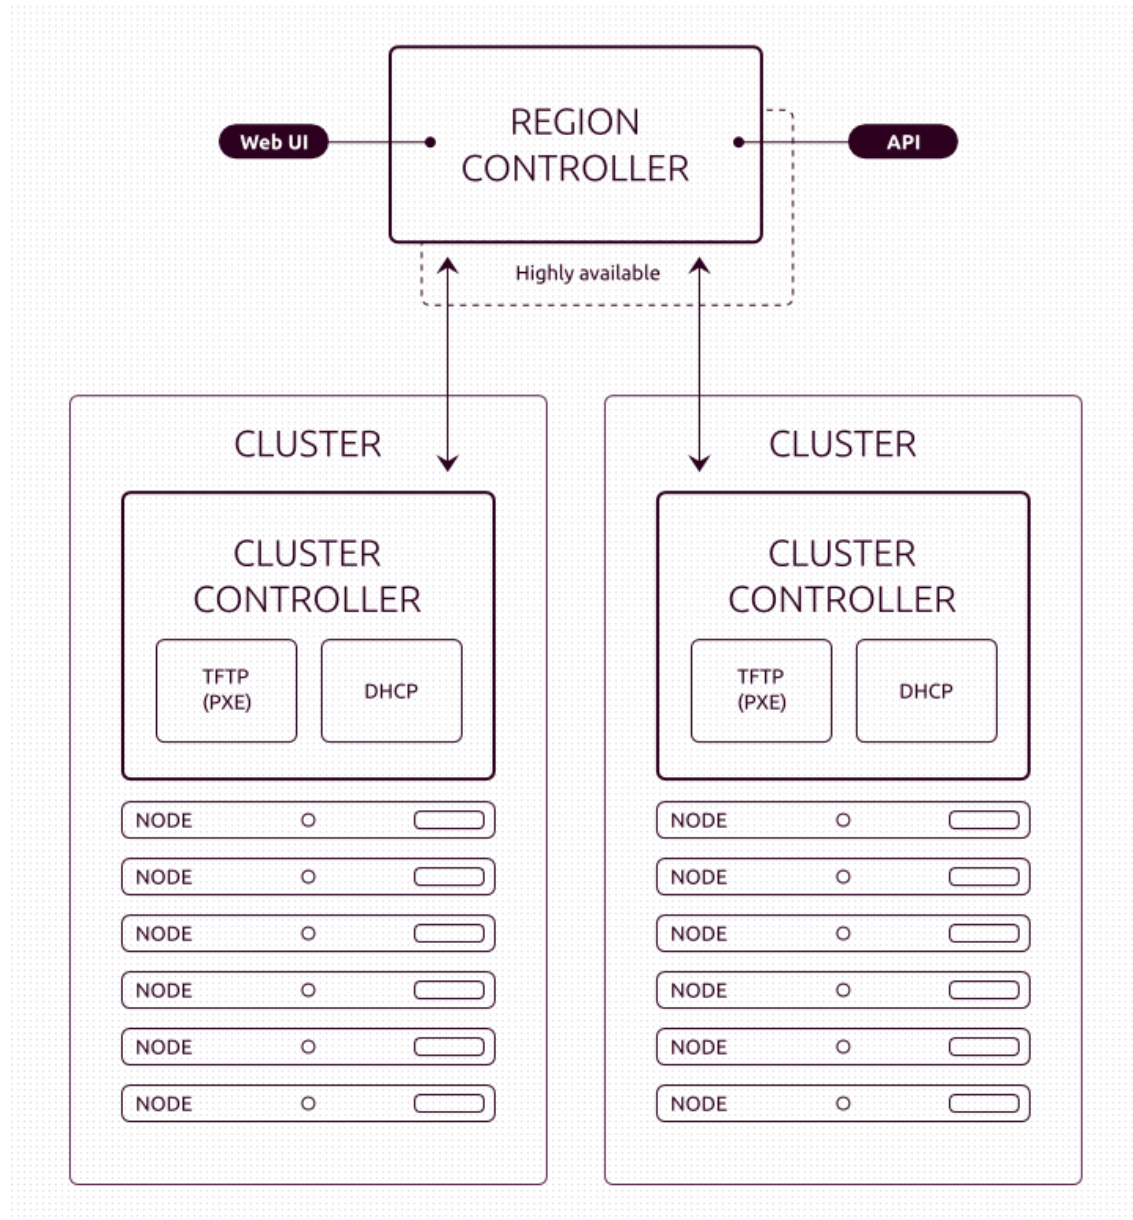 REGION
CONTROLLER
Web UI
API
Highly available
CLUSTER
CLUSTER
CONTROLLER
TFTP
(PXE)
DHCP
NODE
NODE
NODE
NODE
NODE
NODE
CLUSTER
CLUSTER
CONTROLLER
TFTP
(PXE)
DHCP
NODE
NODE
NODE
NODE
NODE
NODE